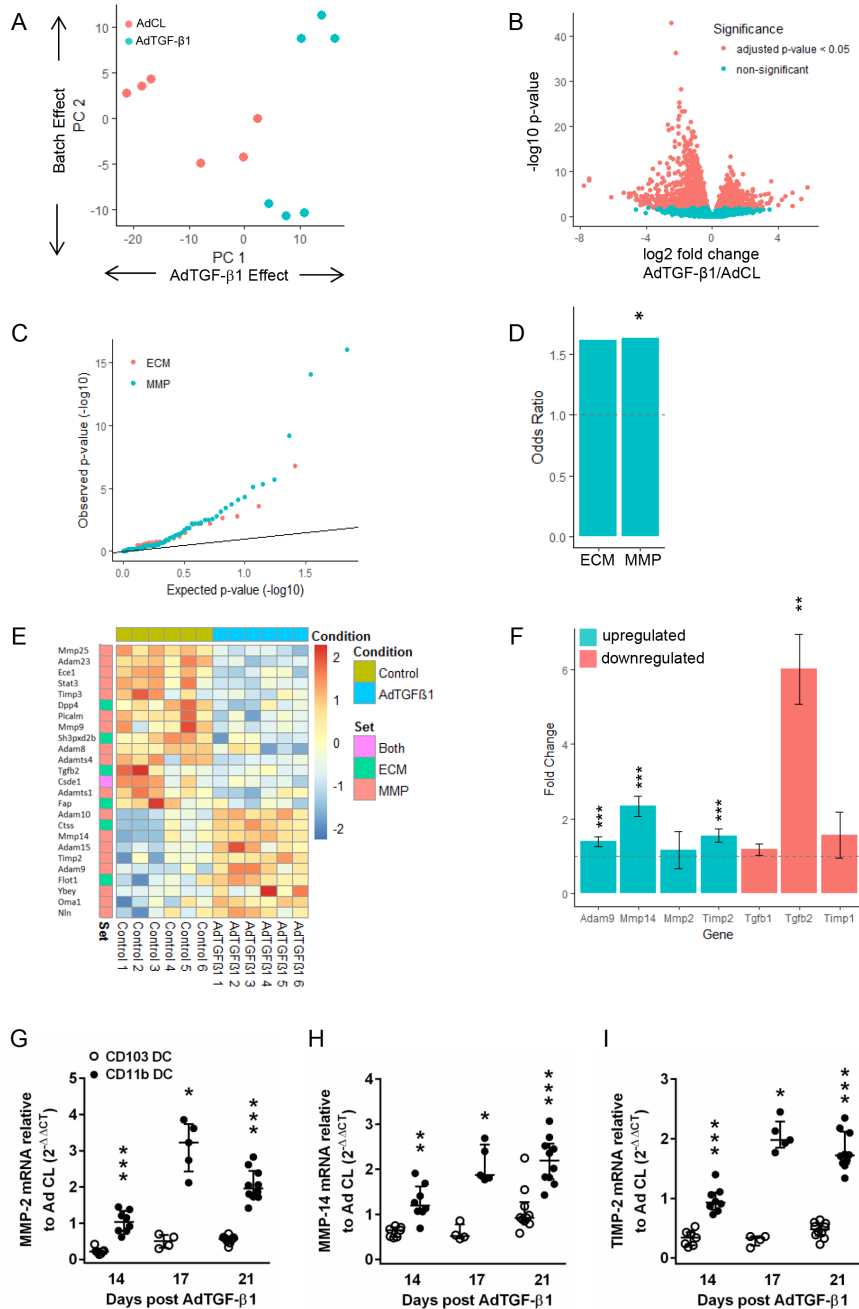 A
AdCL
AdTGF-β1
Batch Effect
PC 2
10
5
0
-5
-10
-20
-10
0
10
PC 1
AdTGF-β1 Effect
B
Significance
adjusted p-value < 0.05
non-significant
-log10 p-value
40
30
20
10
0
-8
-4
0
4
log2 fold change
AdTGF-β1/AdCL
C
ECM
MMP
Observed p-value (-log10)
15
10
5
0
0.0
0.5
1.0
1.5
Expected p-value (-log10)
D
*
Odds Ratio
1.5
1.0
0.5
0.0
ECM MMP
E
Mmp25
Adam23
Ece1
Stat3
Timp3
Dpp4
Picalm
Mmp9
Sh3pxd2b
Adam8
Adamts4
Tgfb2
Csde1
Adamts1
Fap
Adam10
Ctss
Mmp14
Adam15
Timp2
Adam9
Flot1
Ybey
Oma1
Nln
Set
Control 1
Control 2
Control 3
Control 4
Control 5
Control 6
AdTGFß1 1
AdTGFß1 2
AdTGFß1 3
AdTGFß1 4
AdTGFß1 5
AdTGFß1 6
Condition
2
1
0
-1
-2
Condition
Control
AdTGFß1
Set
Both
ECM
MMP
F
upregulated
downregulated
Fold Change
6
4
2
0
***
***
***
**
Adam9 Mmp14 Mmp2 Timp2 Tgfb1 Tgfb2 Timp1
Gene
G
CD103 DC
CD11b DC
MMP-2 mRNA relative
to Ad CL (2-ΔΔCT)
5
4
3
2
1
0
***
*
***
14 17 21
Days post AdTGF-β1
H
MMP-14 mRNA relative
to Ad CL (2-ΔΔCT)
4
3
2
1
0
**
*
***
14 17 21
Days post AdTGF-β1
I
TIMP-2 mRNA relative
to Ad CL (2-ΔΔCT)
3
2
1
0
***
*
***
14 17 21
Days post AdTGF-β1